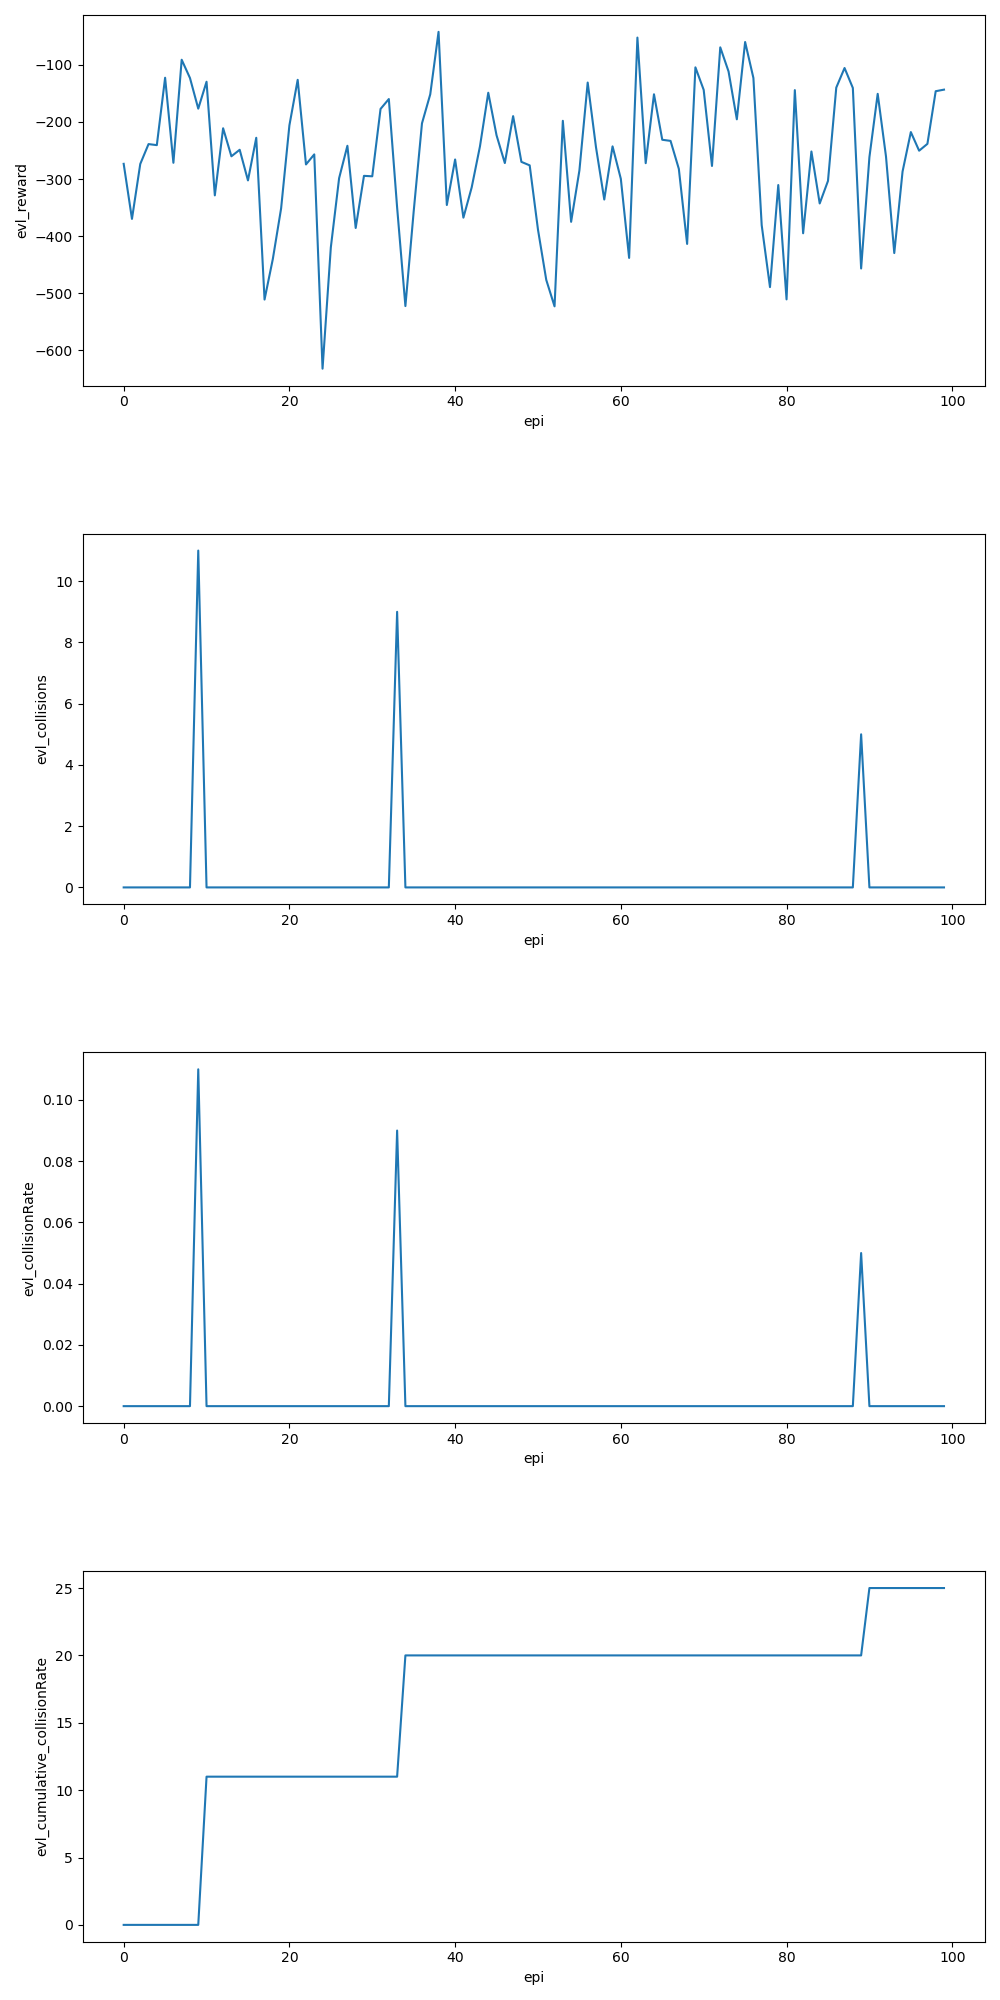 −100
−200
−300
−400
−500
−600
evl_reward
0 20 40 60 80 100
epi
10
8
6
4
2
0
evl_collisions
0 20 40 60 80 100
epi
0.10
0.08
0.06
0.04
0.02
0.00
evl_collisionRate
0 20 40 60 80 100
epi
25
20
15
10
5
0
evl_cumulative_collisionRate
0 20 40 60 80 100
epi